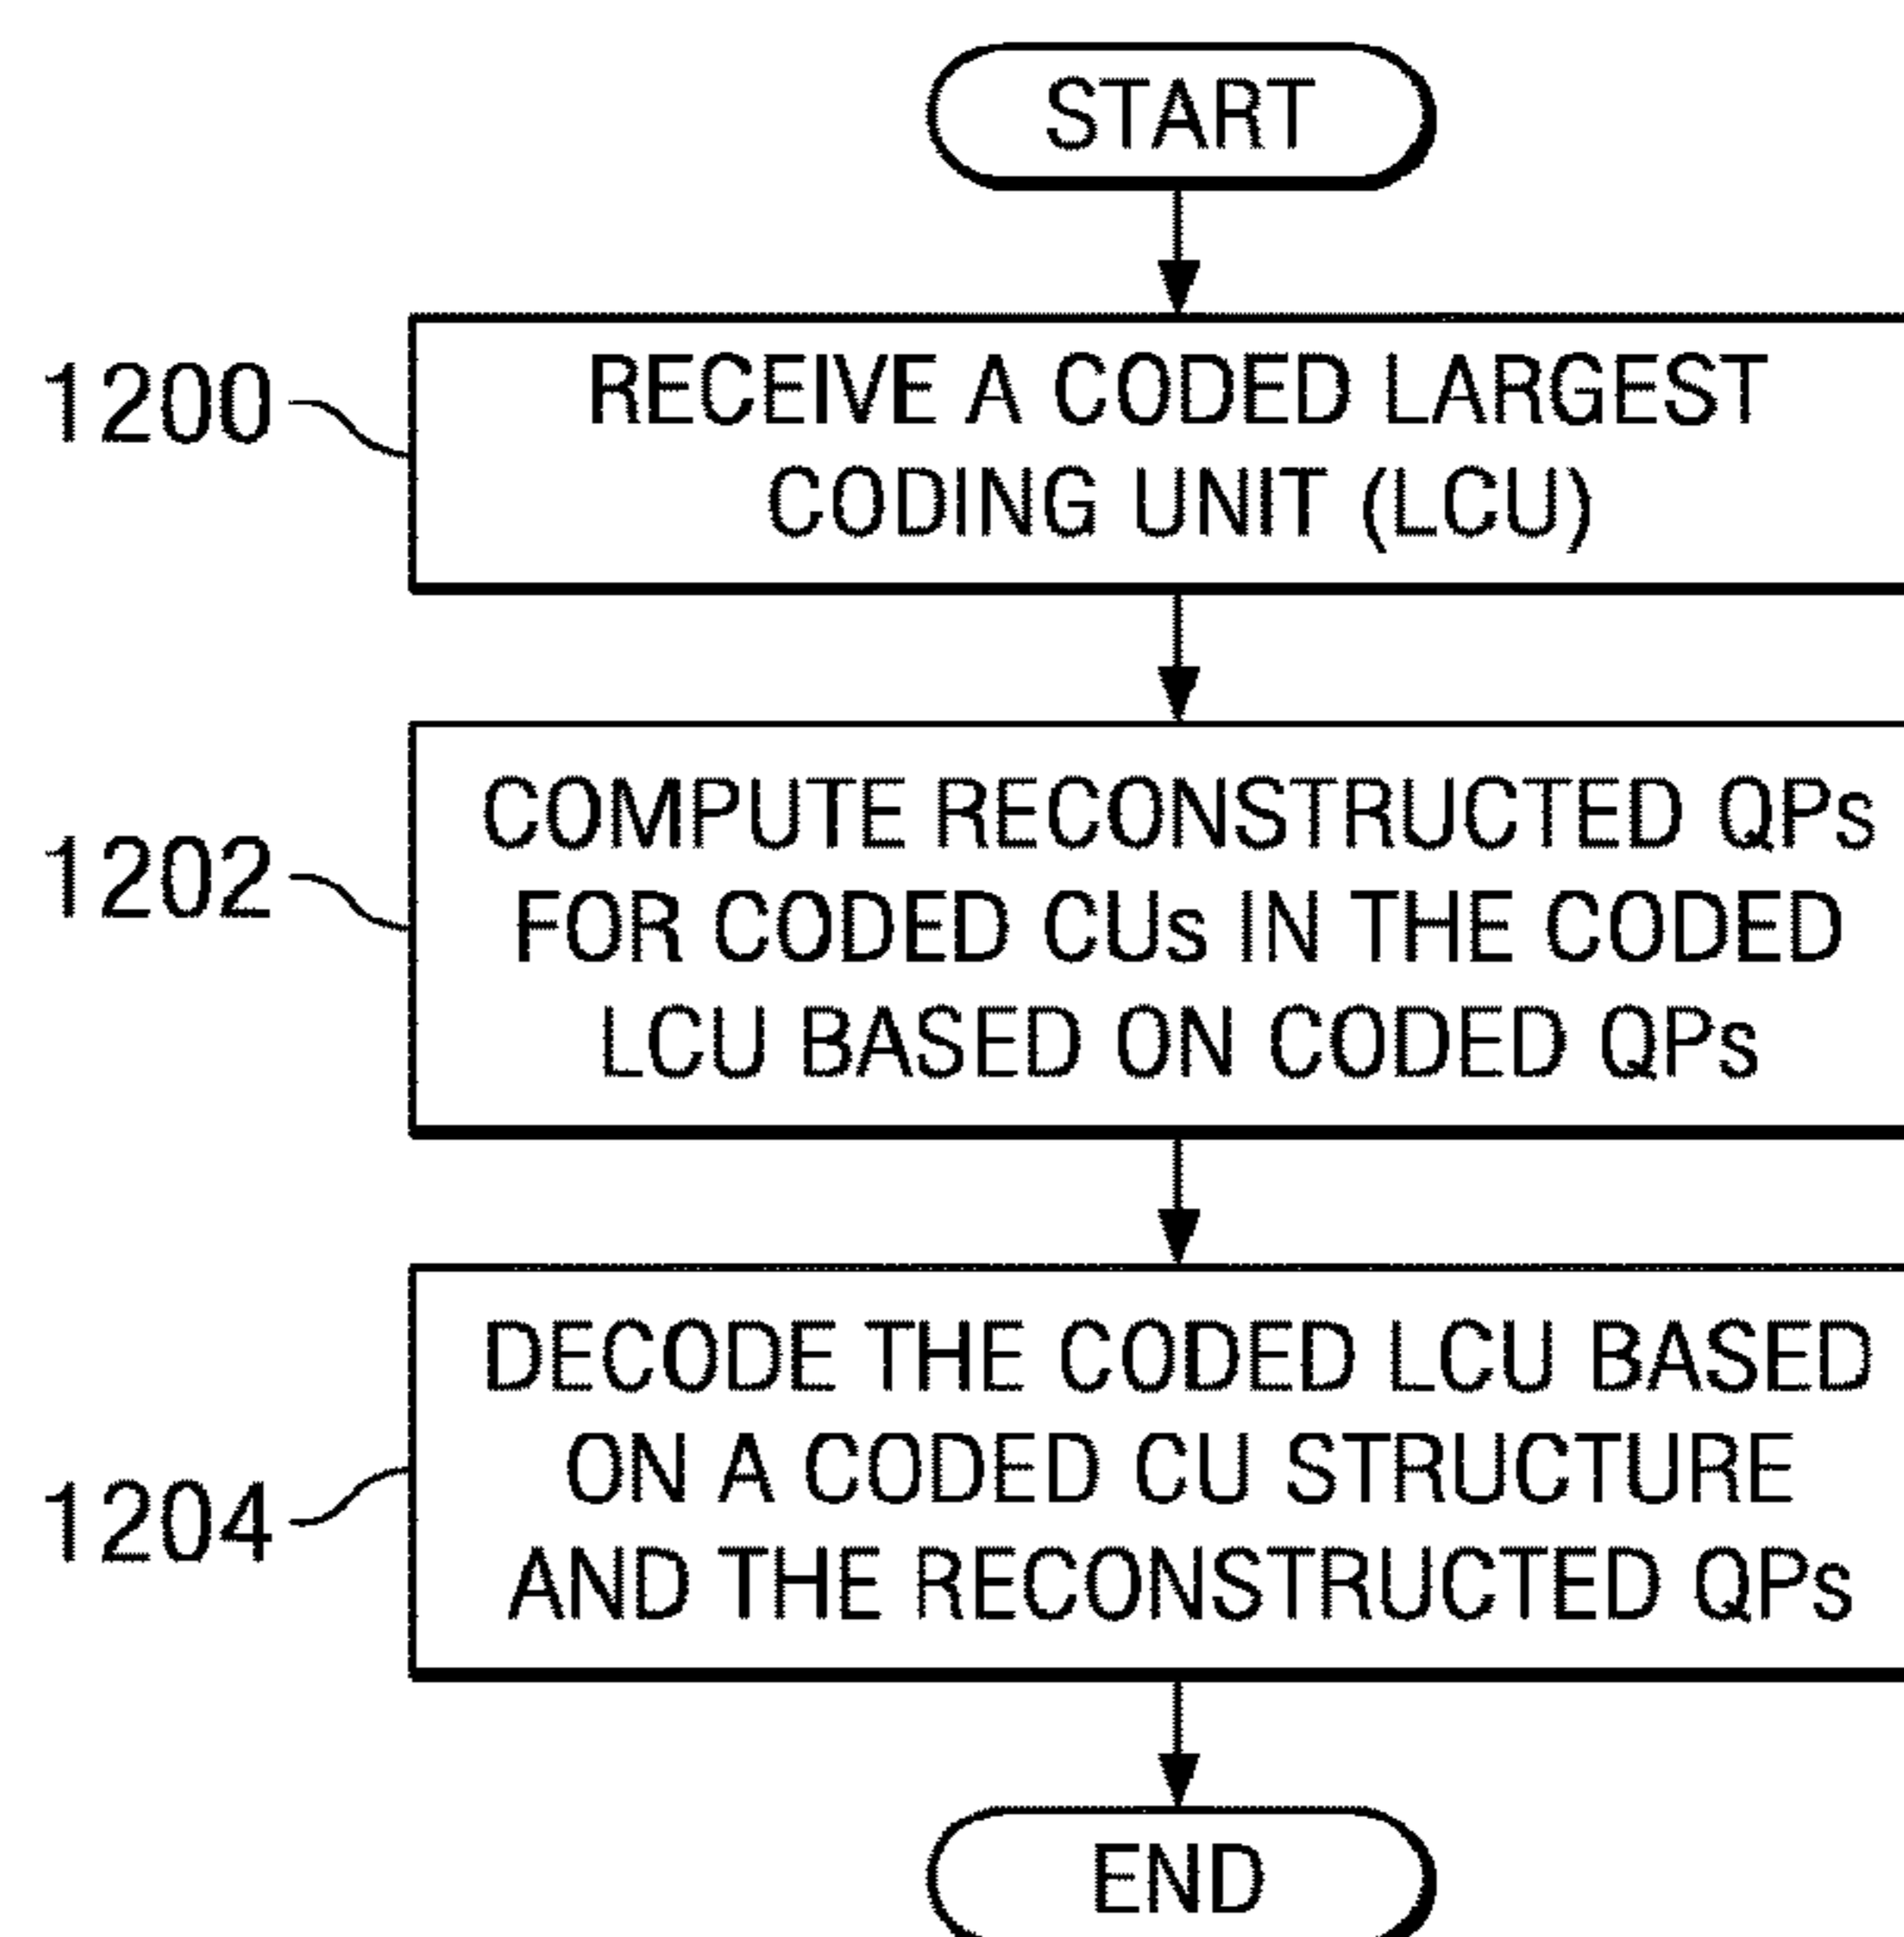 START
1200
RECEIVE A CODED LARGEST
CODING UNIT (LCU)
1202
COMPUTE RECONSTRUCTED QPs
FOR CODED CUs IN THE CODED
LCU BASED ON CODED QPs
1204
DECODE THE CODED LCU BASED
ON A CODED CU STRUCTURE
AND THE RECONSTRUCTED QPs
END